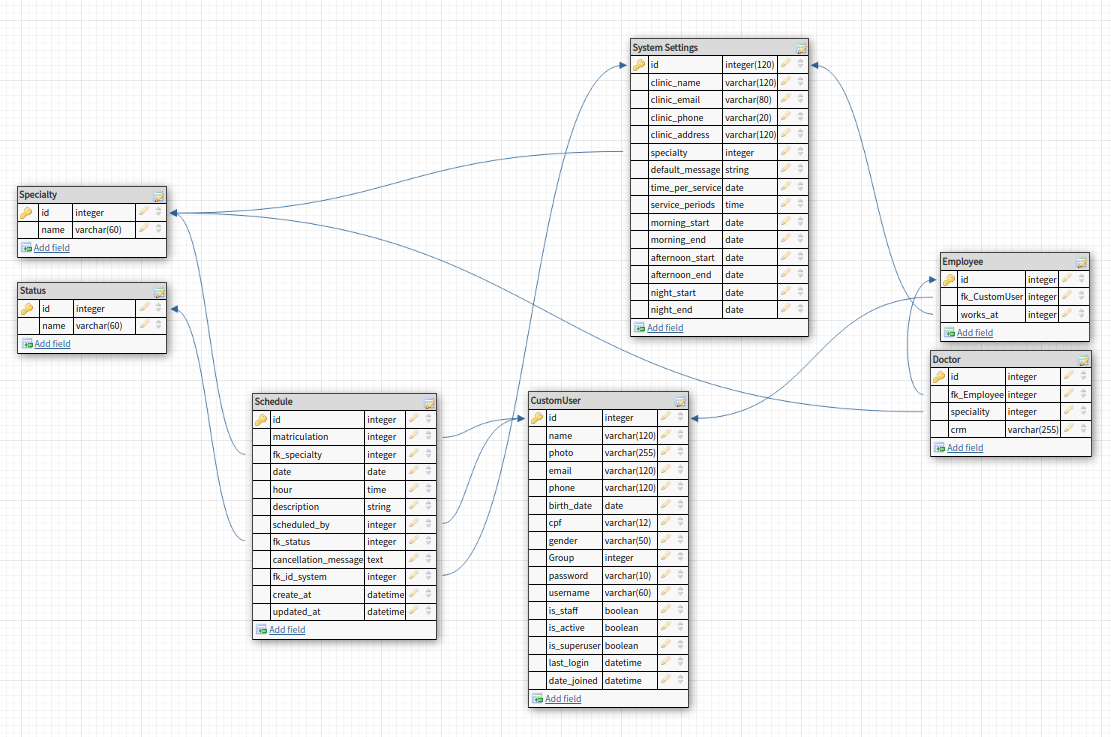 System Settings
id integer(120)
clinic_name varchar(120)
clinic_email varchar(80)
clinic_phone varchar(20)
clinic_address varchar(120)
specialty integer
default_message string
time_per_service date
service_periods time
morning_start date
morning_end date
afternoon_start date
afternoon_end date
night_start date
night_end date
Add field
Specialty
id integer
name varchar(60)
Add field
Status
id integer
name varchar(60)
Add field
Employee
id integer
fk_CustomUser integer
works_at integer
Add field
Doctor
id integer
fk_Employee integer
speciality integer
crm varchar(255)
Add field
Schedule
id integer
matriculation integer
fk_specialty integer
date date
hour time
description string
scheduled_by integer
fk_status integer
cancellation_message text
fk_id_system integer
create_at datetime
updated_at datetime
Add field
CustomUser
id integer
name varchar(120)
photo varchar(255)
email varchar(120)
phone varchar(120)
birth_date date
cpf varchar(12)
gender varchar(50)
Group integer
password varchar(10)
username varchar(60)
is_staff boolean
is_active boolean
is_superuser boolean
last_login datetime
date_joined datetime
Add field